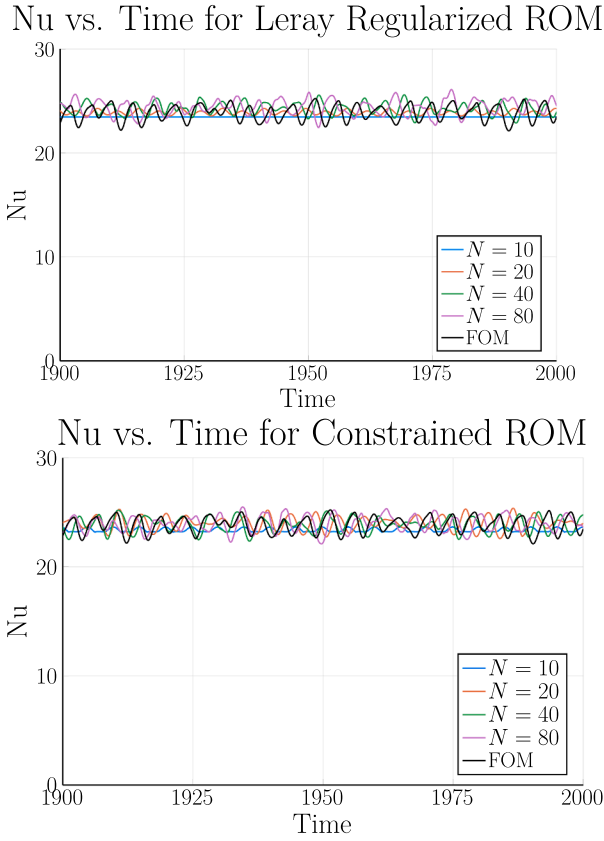 Nu vs. Time for Leray Regularized ROM
30
20
10
0
Nu
N = 10
N = 20
N = 40
N = 80
FOM
1900 1925 1950 1975 2000
Time
Nu vs. Time for Constrained ROM
30
20
10
0
Nu
N = 10
N = 20
N = 40
N = 80
FOM
1900 1925 1950 1975 2000
Time